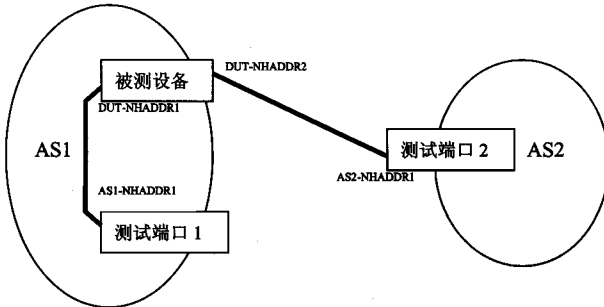 DUT-NHADDR2
被测设备
DUT-NHADDR1
AS1
测试端口 2
AS2
AS2-NHADDR1
AS1-NHADDR1
测试端口 1